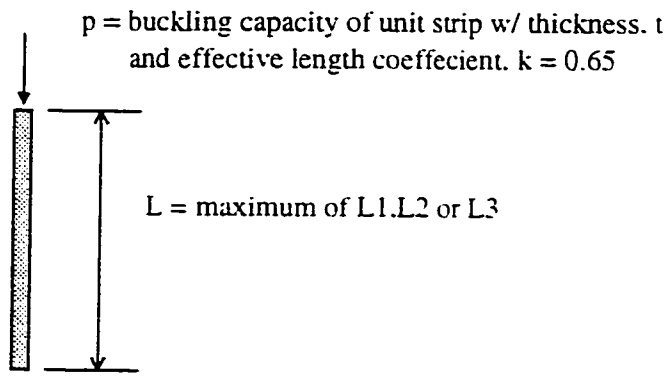 p = buckling capacity of unit strip w/ thickness. t
and effective length coeffecient. k = 0.65
L = maximum of L1.L2 or L3